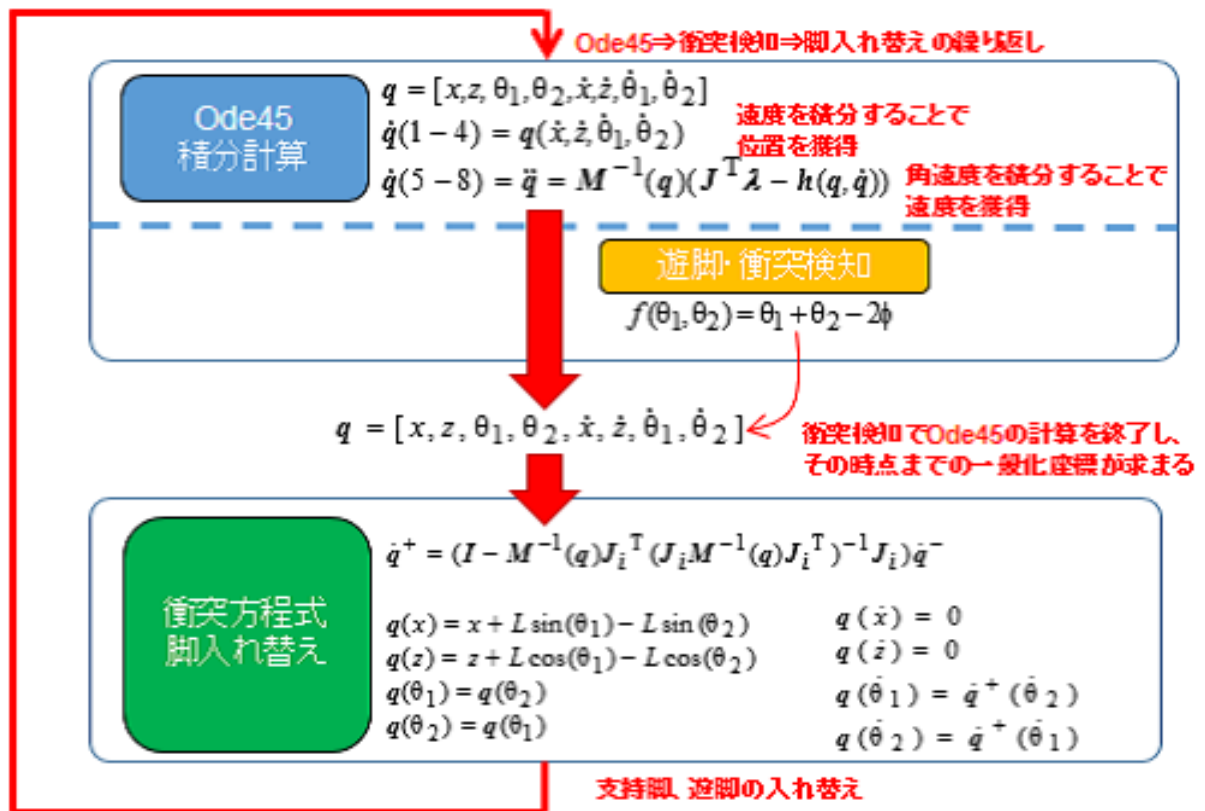 Ode45⇒衝突検知⇒脚入れ替えの繰り返し
Ode45
積分計算
q = [x,z,θ₁,θ₂,ẋ,ż,θ̇₁,θ̇₂]
q̇(1−4) = q(ẋ,ż,θ̇₁,θ̇₂)
q̇(5−8) = q̈ = M⁻¹(q)(Jᵀλ − h(q,q̇))
速度を積分することで
位置を獲得
角速度を積分することで
速度を獲得
遊脚・衝突検知
f(θ₁,θ₂) = θ₁+θ₂−2ϕ
q = [x, z, θ₁, θ₂, ẋ, ż, θ̇₁, θ̇₂]
衝突検知でOde45の計算を終了し、
その時点までの一般化座標が求まる
衝突方程式
脚入れ替え
q̇⁺ = (I − M⁻¹(q)Jᵢᵀ(JᵢM⁻¹(q)Jᵢᵀ)⁻¹Jᵢ)q̇⁻
q(x) = x + L sin(θ₁) − L sin(θ₂)
q(z) = z + L cos(θ₁) − L cos(θ₂)
q(θ₁) = q(θ₂)
q(θ₂) = q(θ₁)
q(ẋ) = 0
q(ż) = 0
q(θ̇₁) = q̇⁺(θ̇₂)
q(θ̇₂) = q̇⁺(θ̇₁)
支持脚、遊脚の入れ替え